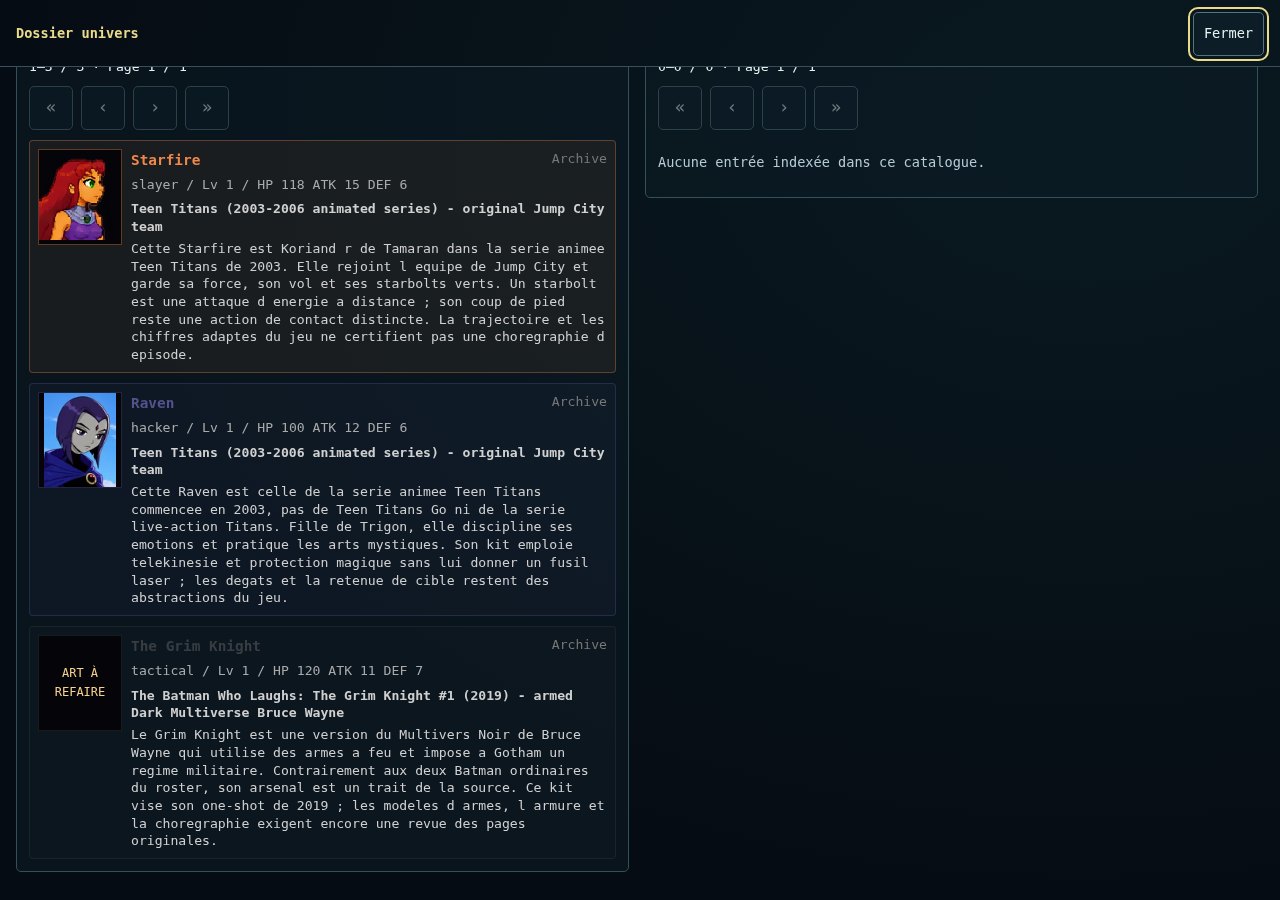 Dossier univers
Fermer
« ‹ › »
Starfire
Archive
slayer / Lv 1 / HP 118 ATK 15 DEF 6
Teen Titans (2003-2006 animated series) - original Jump City
team
Cette Starfire est Koriand r de Tamaran dans la serie animee
Teen Titans de 2003. Elle rejoint l equipe de Jump City et
garde sa force, son vol et ses starbolts verts. Un starbolt
est une attaque d energie a distance ; son coup de pied
reste une action de contact distincte. La trajectoire et les
chiffres adaptes du jeu ne certifient pas une choregraphie d
episode.
Raven
Archive
hacker / Lv 1 / HP 100 ATK 12 DEF 6
Teen Titans (2003-2006 animated series) - original Jump City
team
Cette Raven est celle de la serie animee Teen Titans
commencee en 2003, pas de Teen Titans Go ni de la serie
live-action Titans. Fille de Trigon, elle discipline ses
emotions et pratique les arts mystiques. Son kit emploie
telekinesie et protection magique sans lui donner un fusil
laser ; les degats et la retenue de cible restent des
abstractions du jeu.
ART À
REFAIRE
The Grim Knight
Archive
tactical / Lv 1 / HP 120 ATK 11 DEF 7
The Batman Who Laughs: The Grim Knight #1 (2019) - armed
Dark Multiverse Bruce Wayne
Le Grim Knight est une version du Multivers Noir de Bruce
Wayne qui utilise des armes a feu et impose a Gotham un
regime militaire. Contrairement aux deux Batman ordinaires
du roster, son arsenal est un trait de la source. Ce kit
vise son one-shot de 2019 ; les modeles d armes, l armure et
la choregraphie exigent encore une revue des pages
originales.
« ‹ › »
Aucune entrée indexée dans ce catalogue.